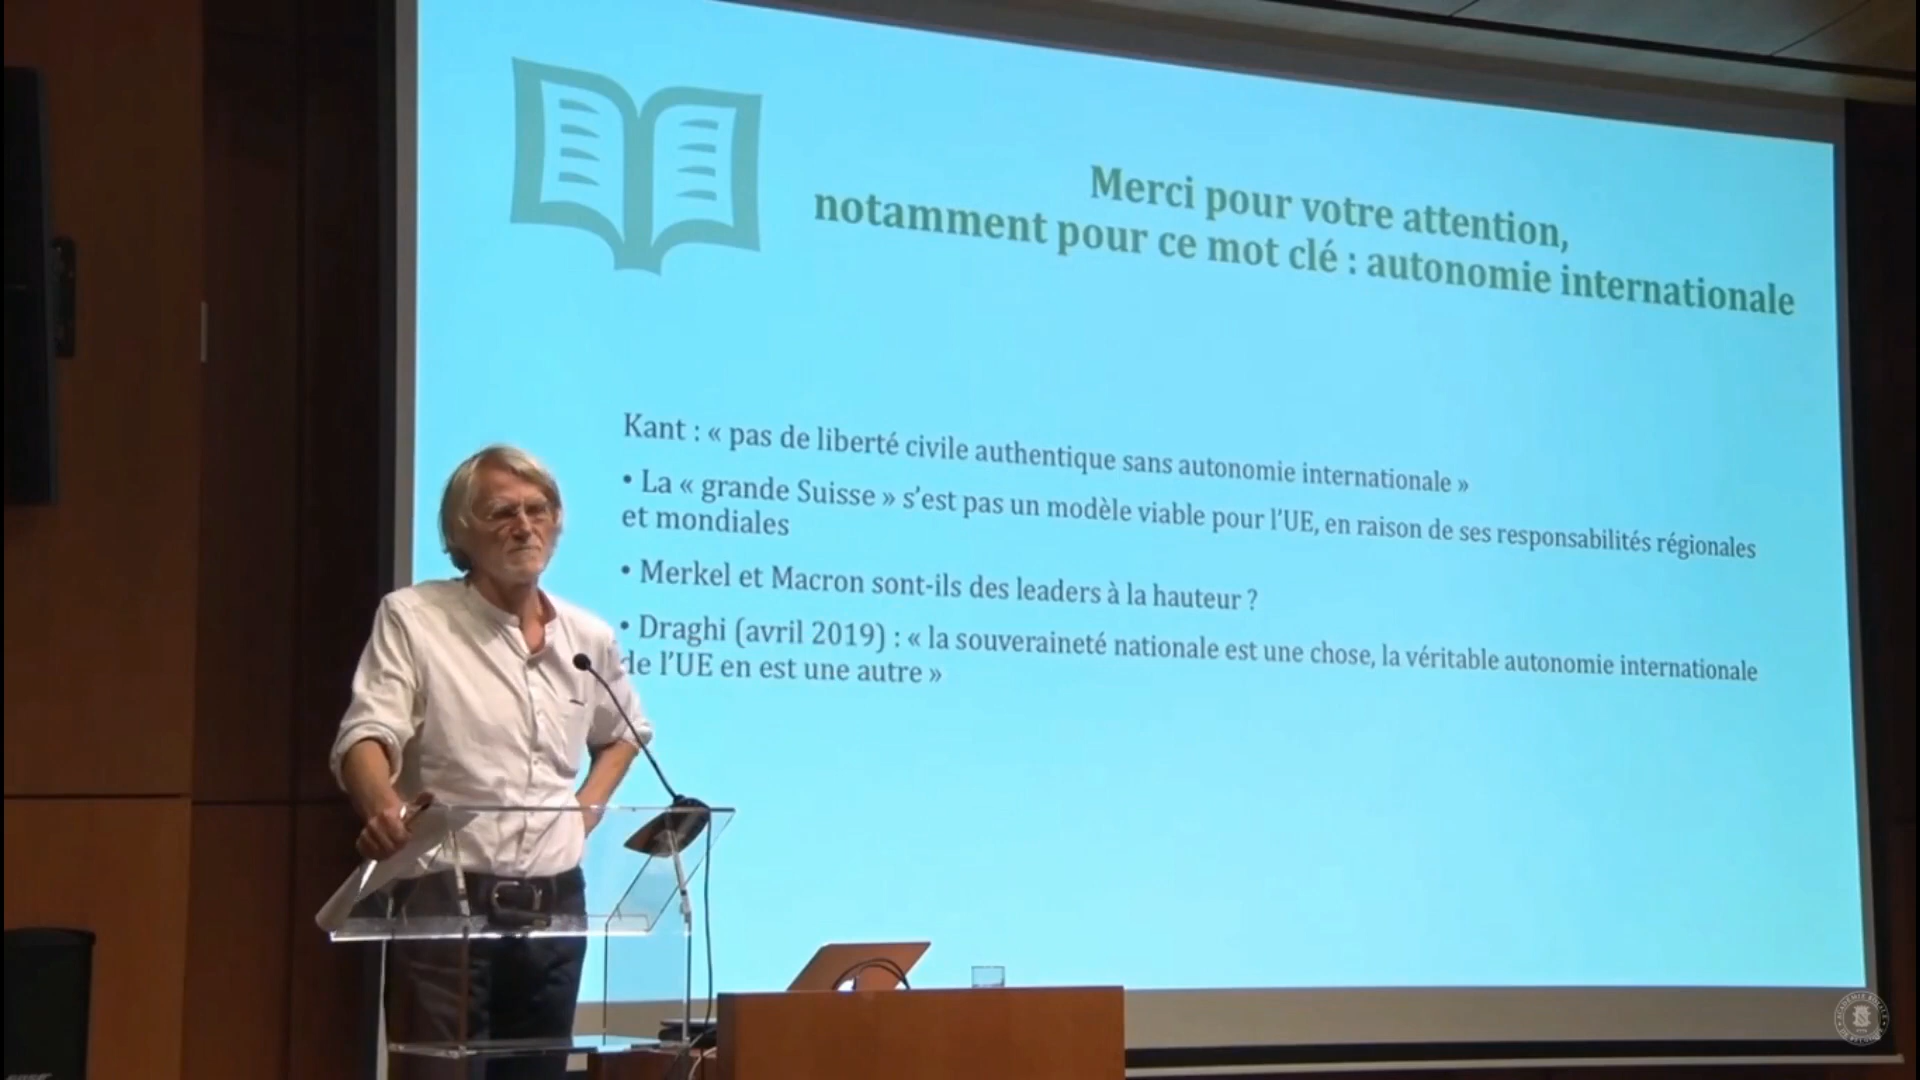 Merci pour votre attention,
notamment pour ce mot clé : autonomie internationale
Kant : « pas de liberté civile authentique sans autonomie internationale »
• La « grande Suisse » s’est pas un modèle viable pour l’UE, en raison de ses responsabilités régionales
et mondiales
• Merkel et Macron sont-ils des leaders à la hauteur ?
• Draghi (avril 2019) : « la souveraineté nationale est une chose, la véritable autonomie internationale
de l’UE en est une autre »